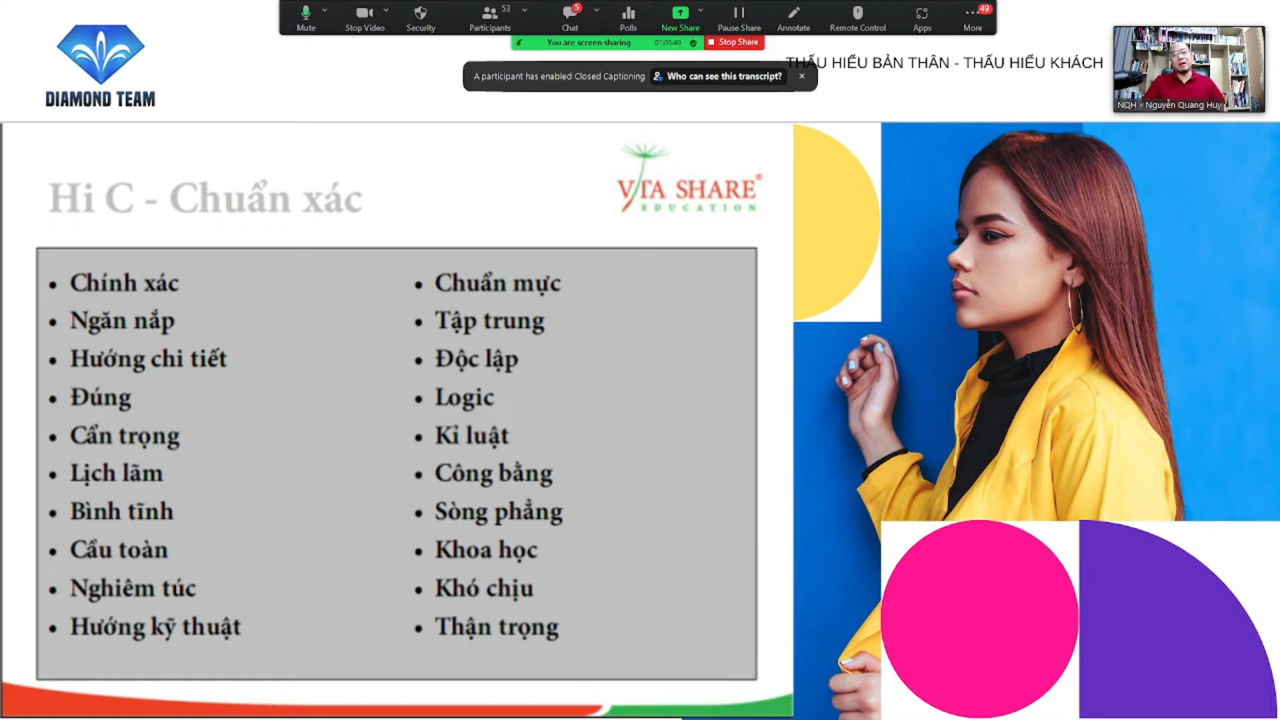 Mute
Stop Video
Security
53
Participants
5
Chat
Polls
New Share
Pause Share
Annotate
Remote Control
Apps
49
More
You are screen sharing
Stop Share
A participant has enabled Closed Captioning
Who can see this transcript?
THẤU HIỂU BẢN THÂN - THẤU HIỂU KHÁCH
NQH - Nguyễn Quang Huy
DIAMOND TEAM
Hi C - Chuẩn xác
VITA SHARE®
EDUCATION
• Chính xác
• Ngăn nắp
• Hướng chi tiết
• Đúng
• Cẩn trọng
• Lịch lãm
• Bình tĩnh
• Cầu toàn
• Nghiêm túc
• Hướng kỹ thuật
• Chuẩn mực
• Tập trung
• Độc lập
• Logic
• Kỉ luật
• Công bằng
• Sòng phẳng
• Khoa học
• Khó chịu
• Thận trọng